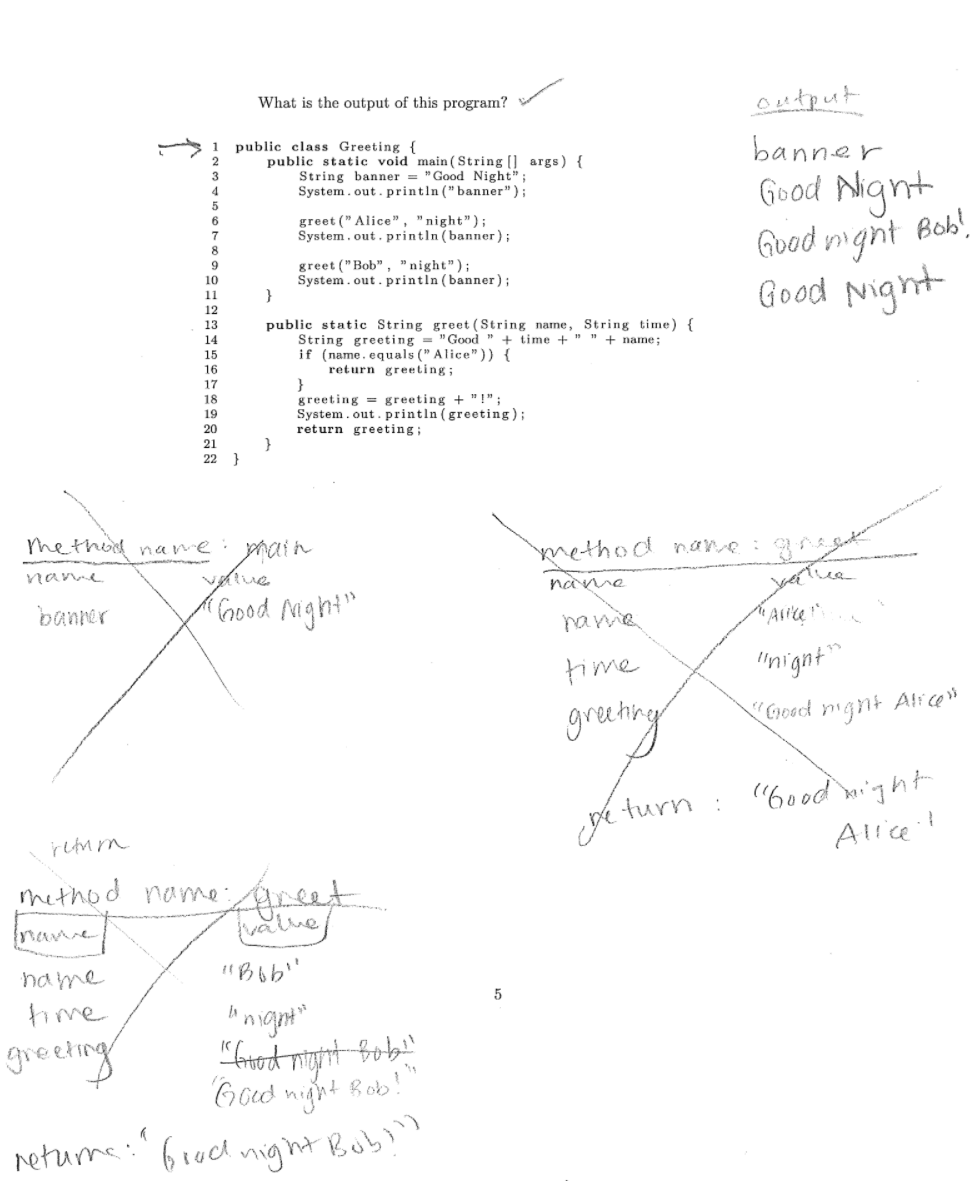 What is the output of this program?
output
banner
Good Night
Good night Bob!
Good Night
1 public class Greeting {
2 public static void main(String[] args) {
3 String banner = "Good Night";
4 System.out.println("banner");
5
6 greet("Alice", "night");
7 System.out.println(banner);
8
9 greet("Bob", "night");
10 System.out.println(banner);
11 }
12
13 public static String greet(String name, String time) {
14 String greeting = "Good " + time + " " + name;
15 if (name.equals("Alice")) {
16 return greeting;
17 }
18 greeting = greeting + "!";
19 System.out.println(greeting);
20 return greeting;
21 }
22 }
method name: main
name value
banner "Good Night"
method name: greet
name value
name "Alice"
time "night"
greeting "Good night Alice"
return: "Good night
Alice"
return
method name: greet
name value
name "Bob"
time "night"
greeting "Good night Bob"
"Good night Bob!"
returns: "Good night Bob!"
5